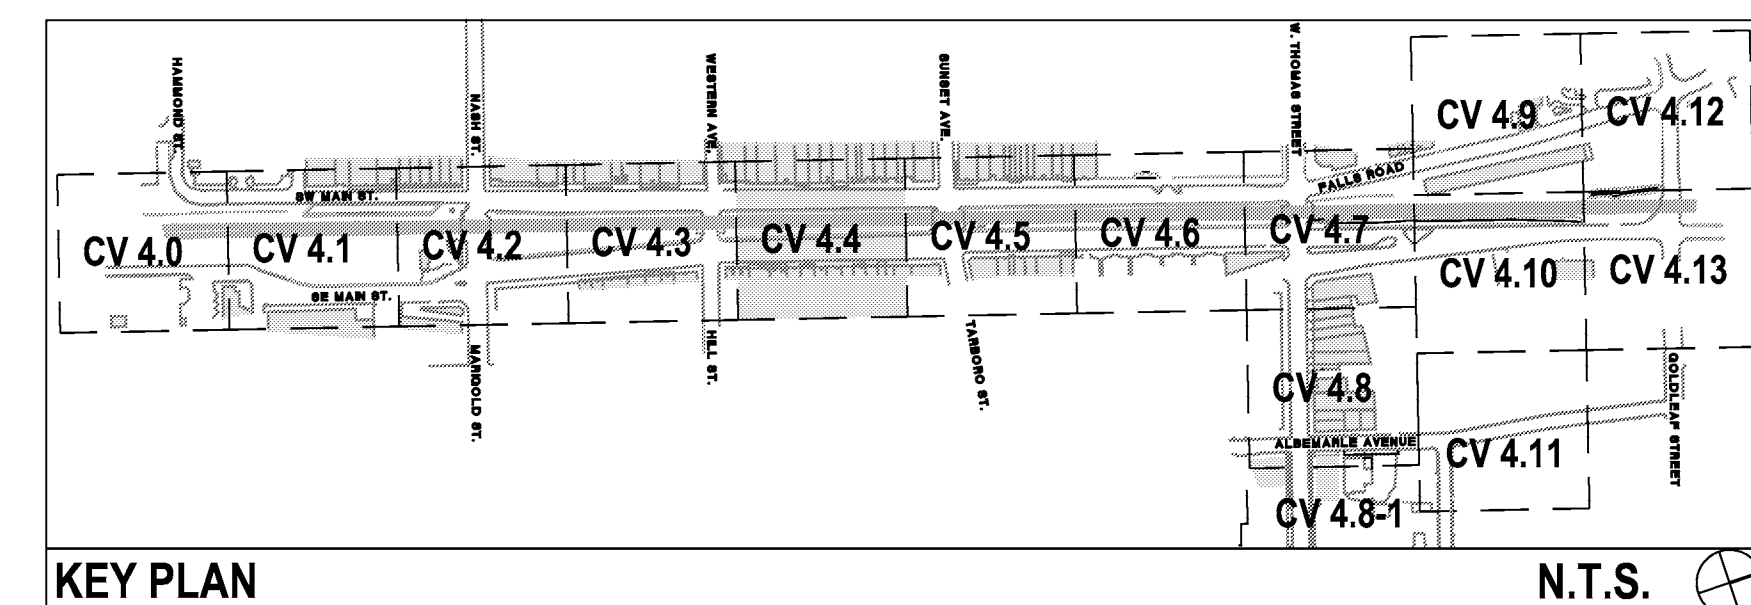 HAMMOND ST.
NASH ST.
WESTERN AVE.
SUNSET AVE.
W. THOMAS STREET
CV 4.9
CV 4.12
FALLS ROAD
SW MAIN ST.
CV 4.0
CV 4.1
CV 4.2
CV 4.3
CV 4.4
CV 4.5
CV 4.6
CV 4.7
CV 4.10
CV 4.13
SE MAIN ST.
MARIGOLD ST.
HILL ST.
TARBORO ST.
CV 4.8
GOLDLEAF STREET
ALBEMARLE AVENUE
CV 4.11
CV 4.8-1
KEY PLAN
N.T.S.